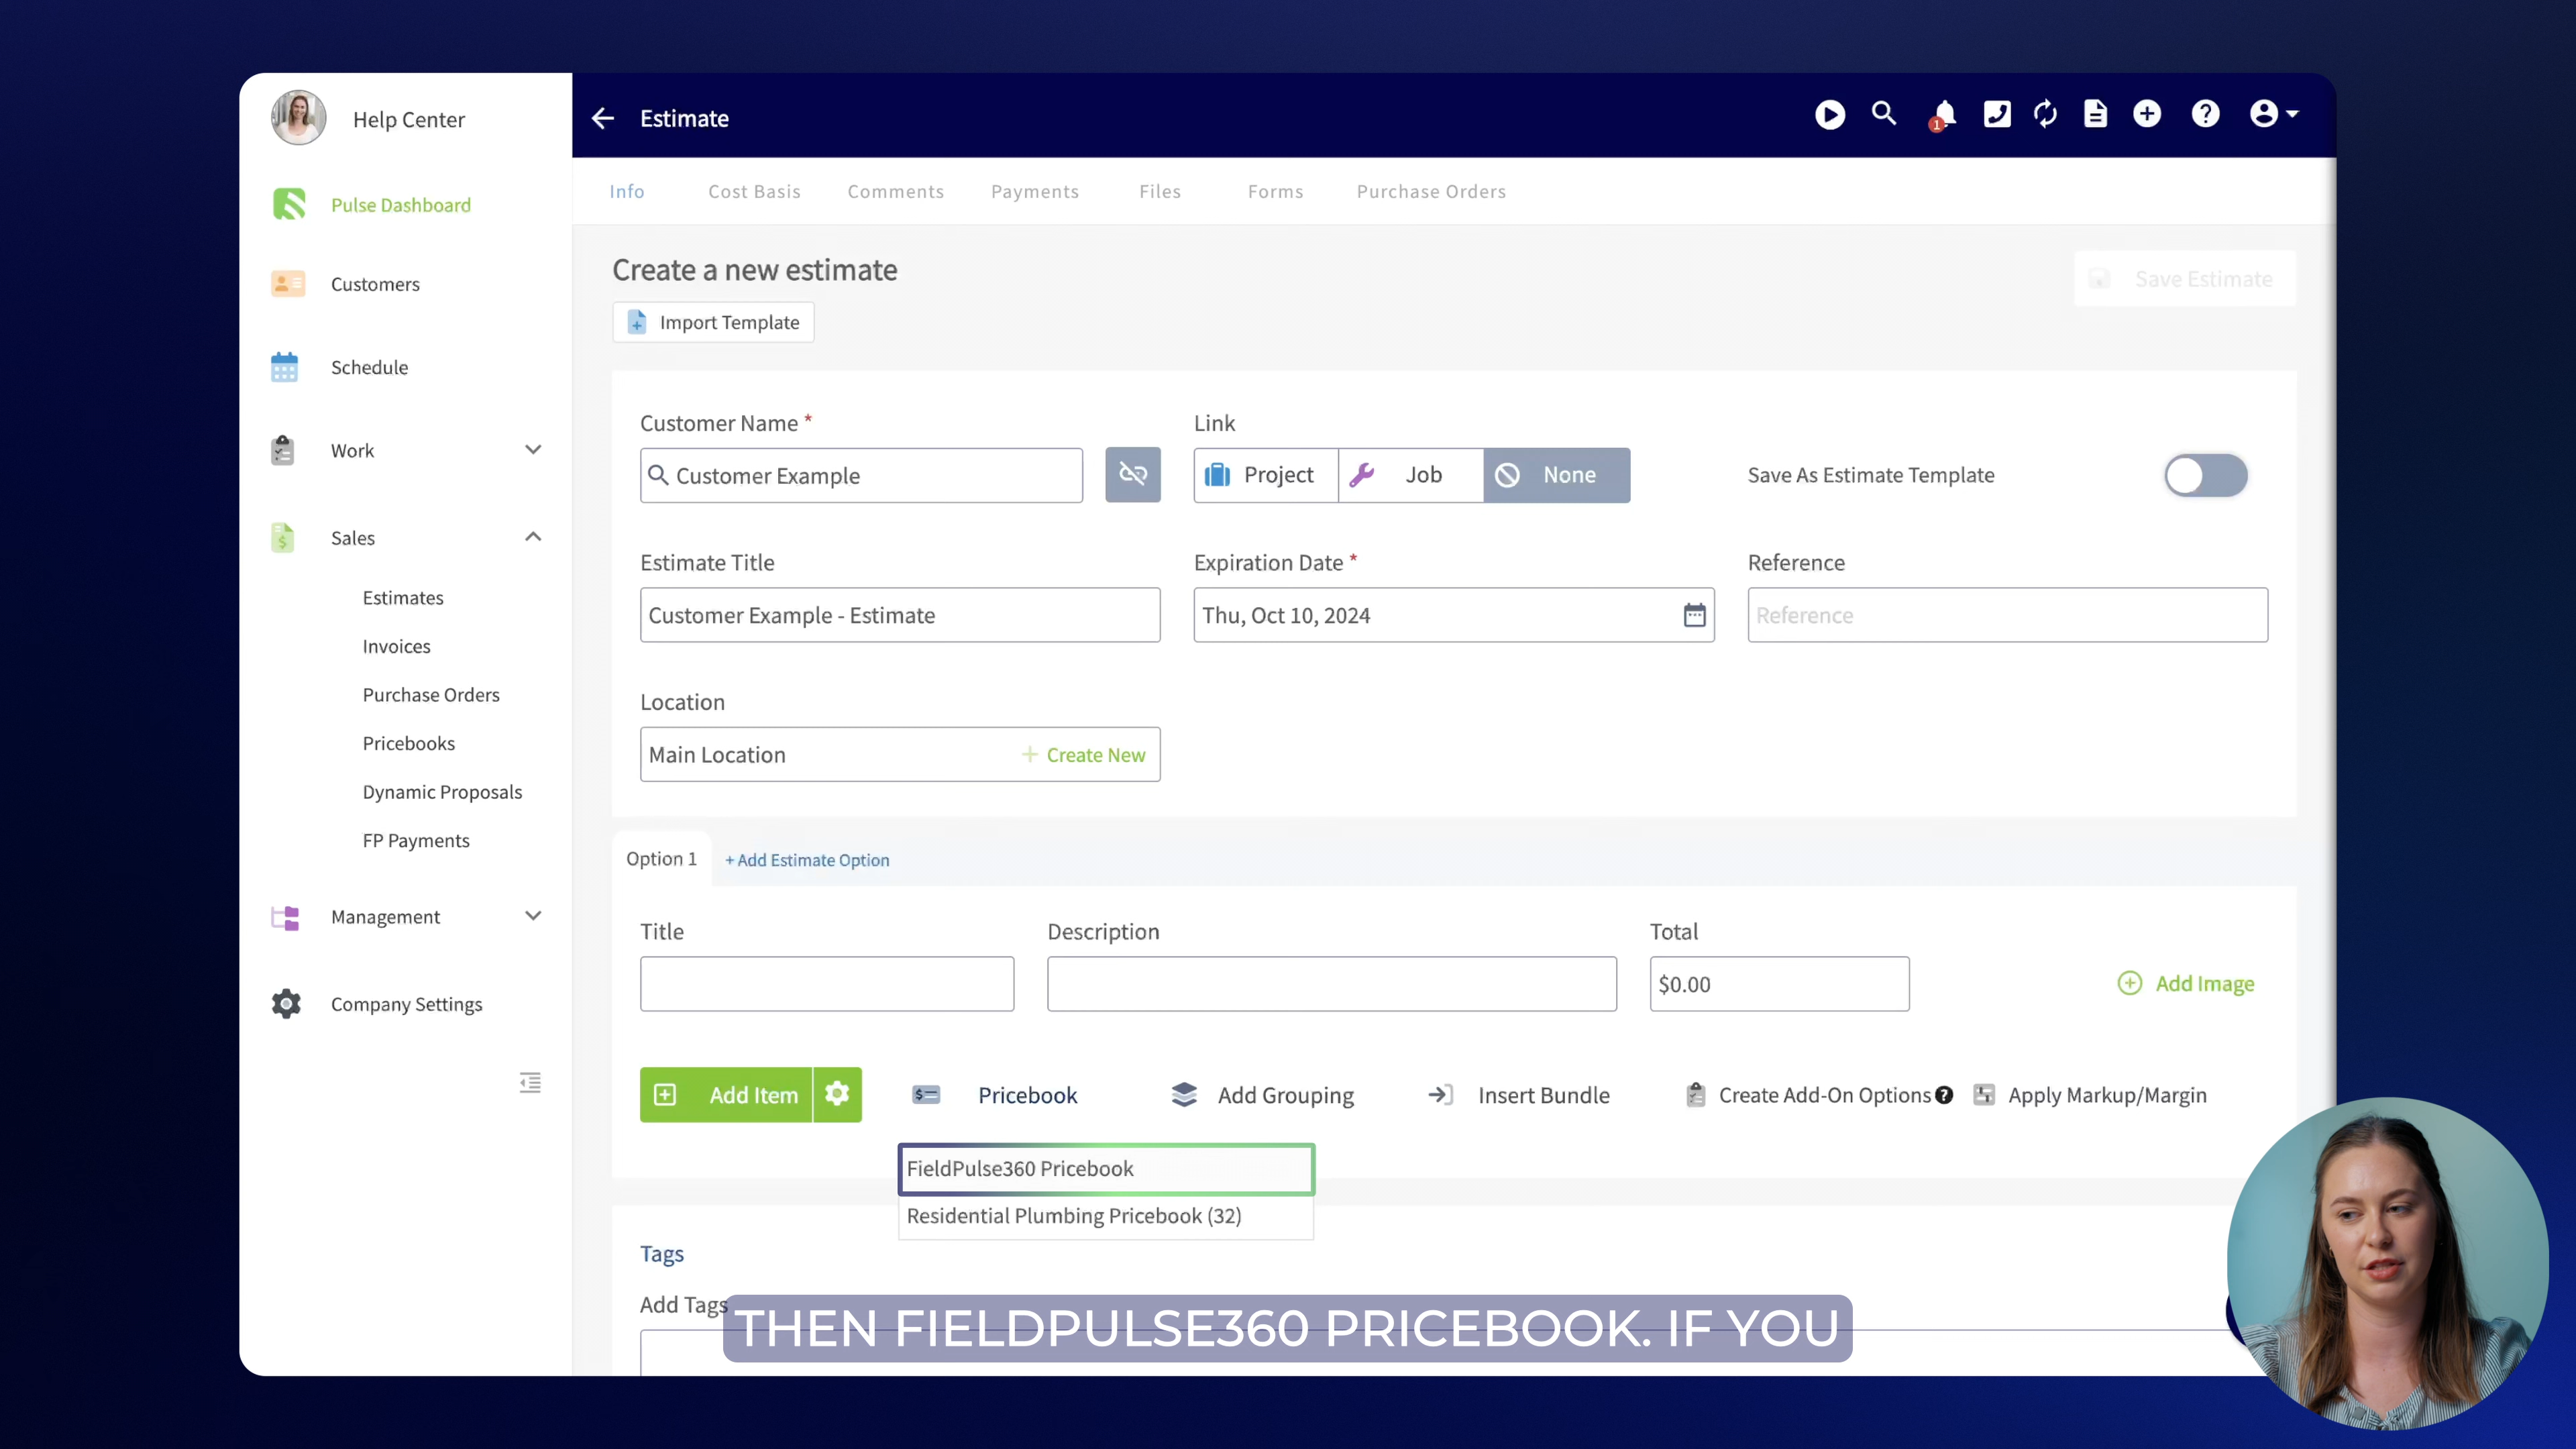 Help Center
Pulse Dashboard
Customers
Schedule
Work
Sales
Estimates
Invoices
Purchase Orders
Pricebooks
Dynamic Proposals
FP Payments
Management
Company Settings
Estimate
1
Info Cost Basis Comments Payments Files Forms Purchase Orders
Create a new estimate
Save Estimate
Import Template
Customer Name *
Customer Example
Link
Project Job None
Save As Estimate Template
Estimate Title
Customer Example - Estimate
Expiration Date *
Thu, Oct 10, 2024
Reference
Reference
Location
Main Location + Create New
Option 1 + Add Estimate Option
Title
Description
Total
$0.00
Add Image
Add Item Pricebook Add Grouping Insert Bundle Create Add-On Options Apply Markup/Margin
FieldPulse360 Pricebook
Residential Plumbing Pricebook (32)
Tags
Add Tags
THEN FIELDPULSE360 PRICEBOOK. IF YOU